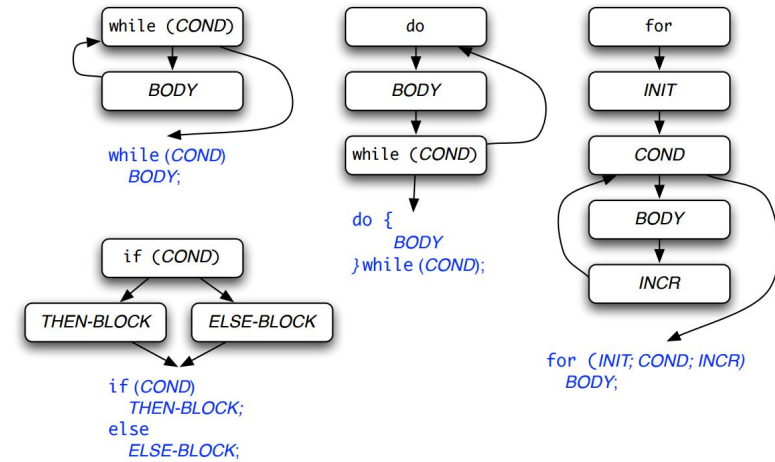 while (COND)
BODY
while (COND)
BODY;
do
BODY
while (COND)
do {
BODY
}while (COND);
for
INIT
COND
BODY
INCR
for (INIT; COND; INCR)
BODY;
if (COND)
THEN-BLOCK
ELSE-BLOCK
if (COND)
THEN-BLOCK;
else
ELSE-BLOCK;